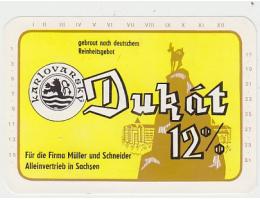 I II III IV V VI VII VIII IX X XI XII
gebraut nach deutschem
Reinheitsgebot
KARLOVARSKÝ
Dukát
12%
Für die Firma Müller und Schneider
Alleinvertrieb in Sachsen